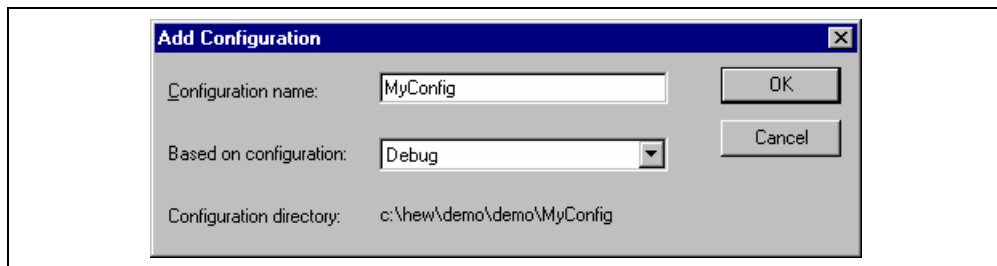 Add Configuration
Configuration name: MyConfig OK
Based on configuration: Debug Cancel
Configuration directory: c:\hew\demo\demo\MyConfig